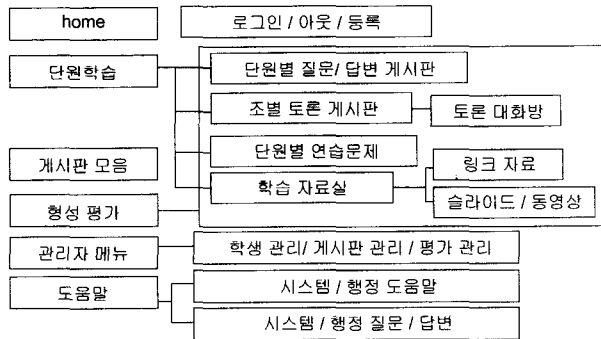 home
로그인 / 아웃 / 등록
단원학습
단원별 질문/ 답변 게시판
조별 토론 게시판
토론 대화방
단원별 연습문제
게시판 모음
링크 자료
학습 자료실
슬라이드 / 동영상
형성 평가
관리자 메뉴
학생 관리/ 게시판 관리 / 평가 관리
도움말
시스템 / 행정 도움말
시스템 / 행정 질문 / 답변